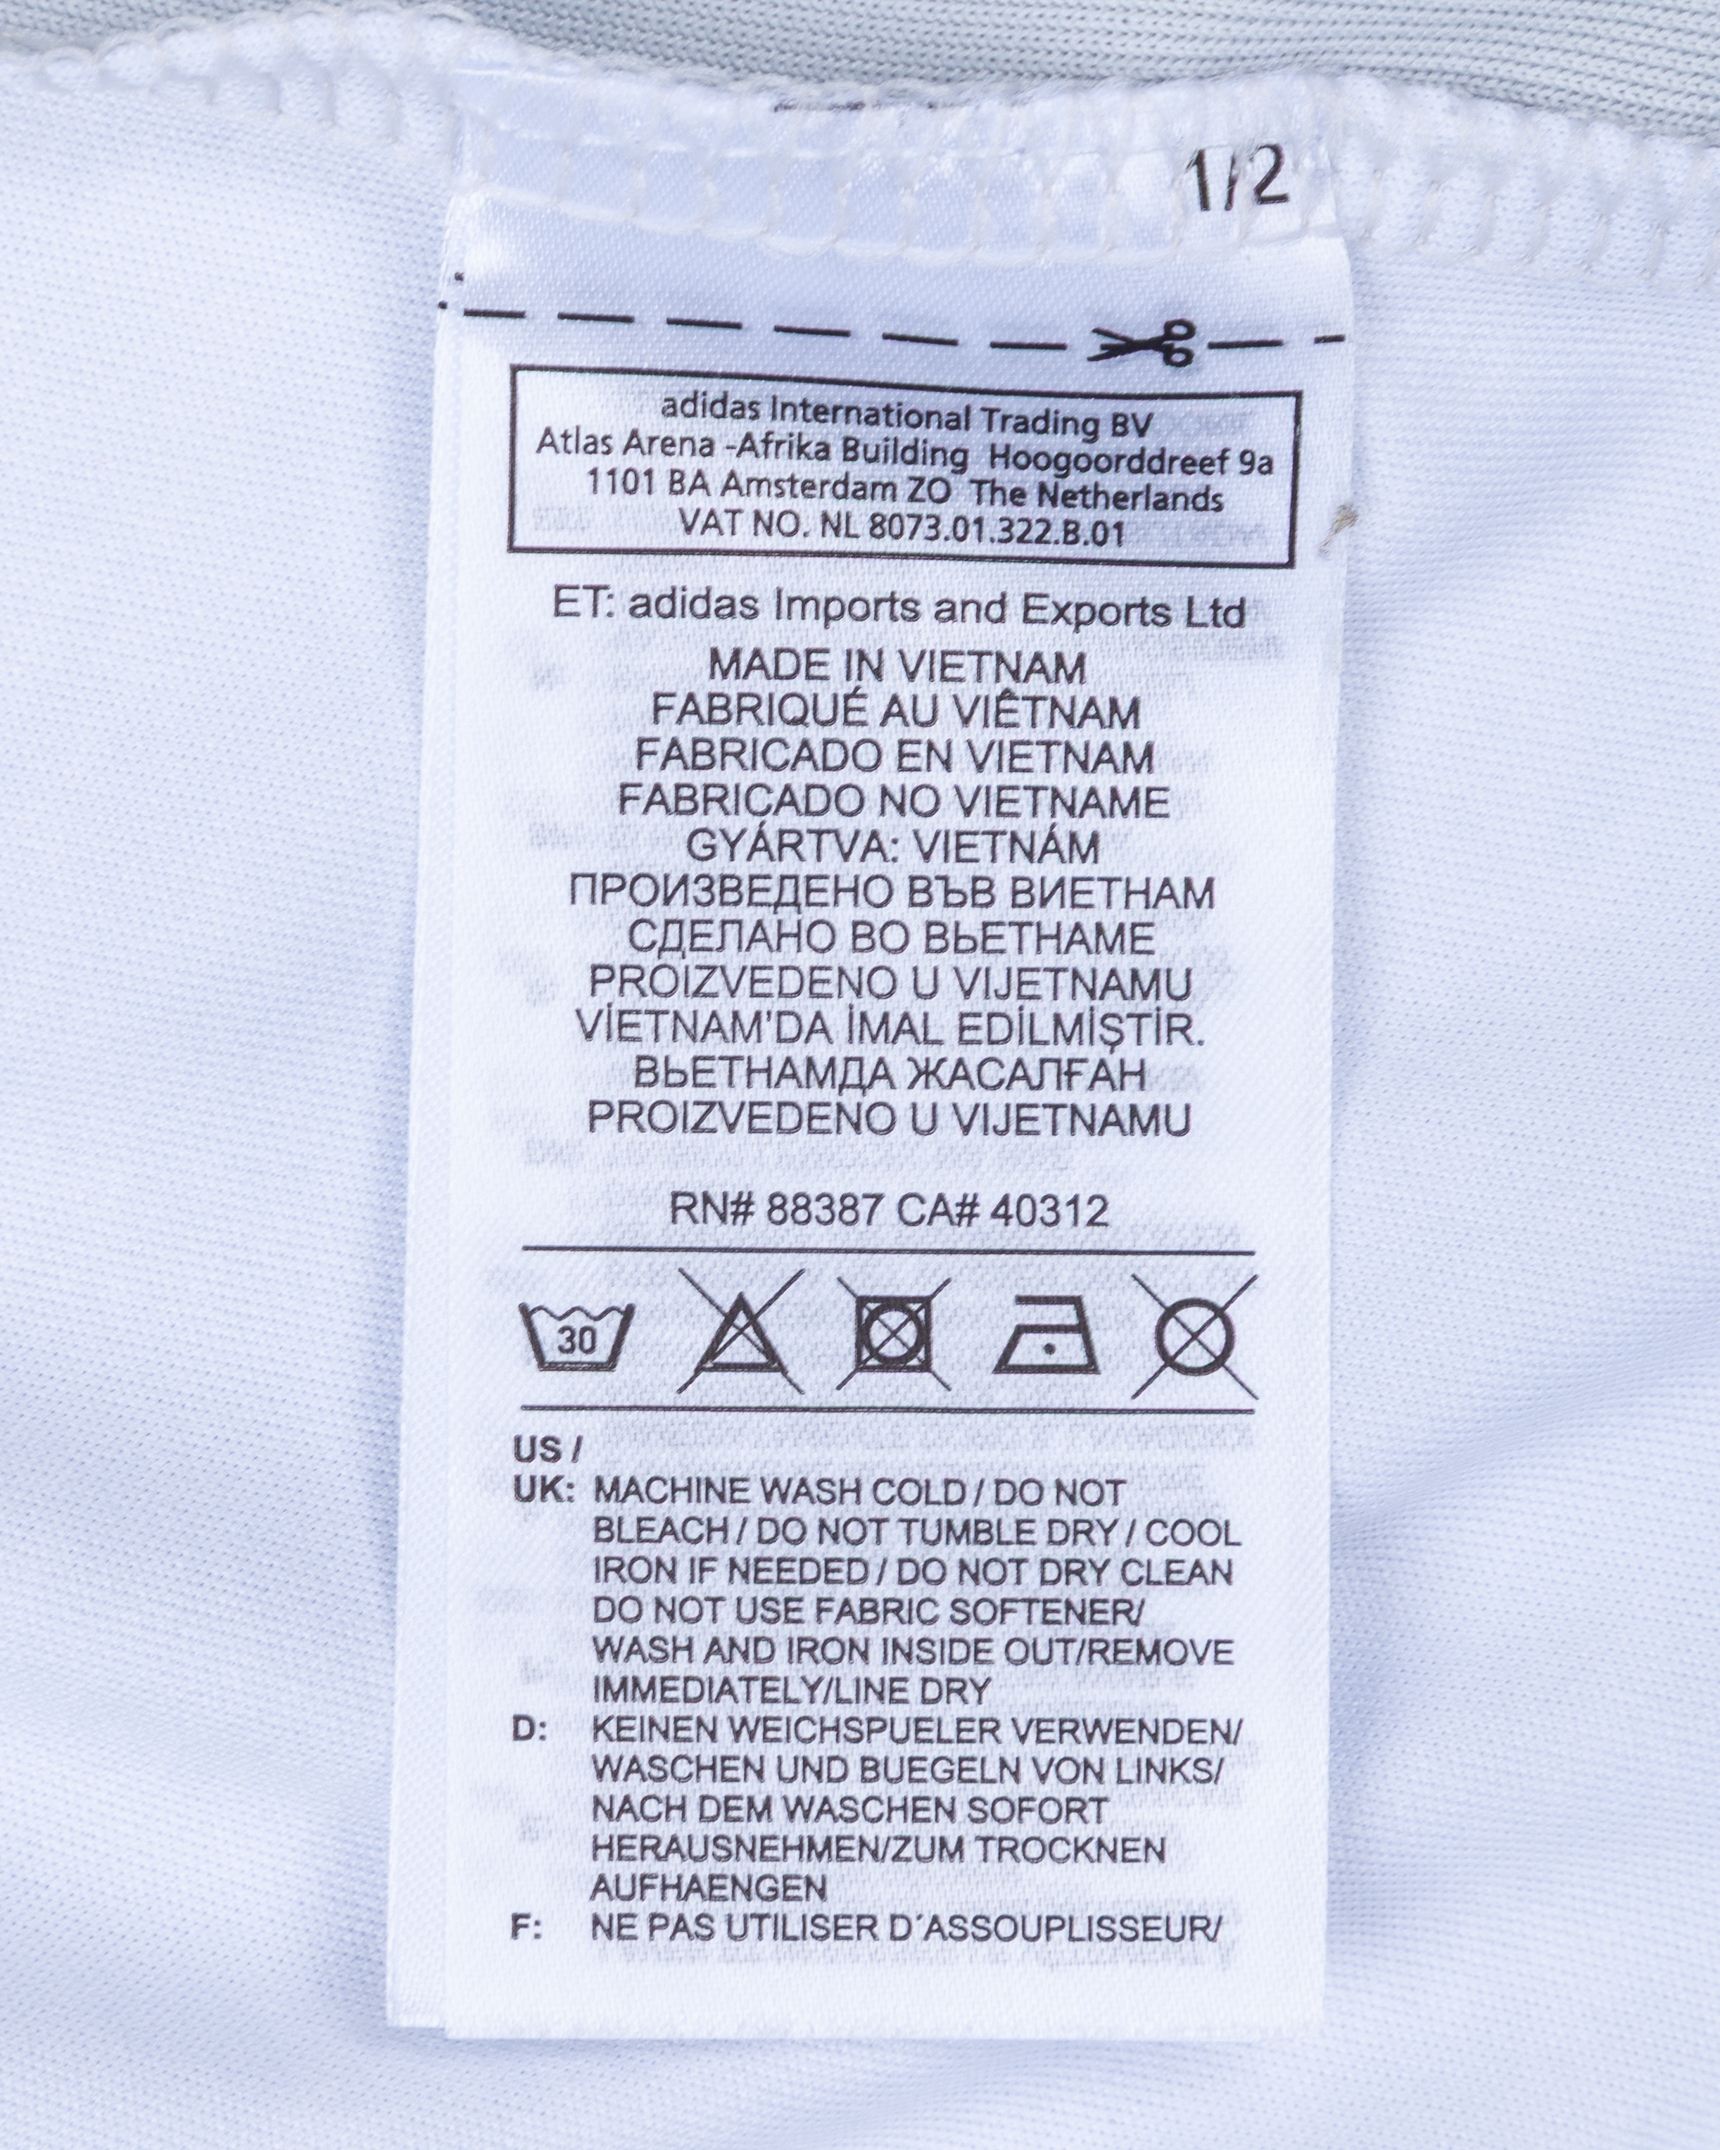 1/2
adidas International Trading BV
Atlas Arena -Afrika Building Hoogoorddreef 9a
1101 BA Amsterdam ZO The Netherlands
VAT NO. NL 8073.01.322.B.01
ET: adidas Imports and Exports Ltd
MADE IN VIETNAM
FABRIQUÉ AU VIÊTNAM
FABRICADO EN VIETNAM
FABRICADO NO VIETNAME
GYÁRTVA: VIETNÁM
ПРОИЗВЕДЕНО ВЪВ ВИЕТНАМ
СДЕЛАНО ВО ВЬЕТНАМЕ
PROIZVEDENO U VIJETNAMU
VİETNAM'DA İMAL EDİLMİŞTİR.
ВЬЕТНАМДА ЖАСАЛҒАН
PROIZVEDENO U VIJETNAMU
RN# 88387 CA# 40312
30
US /
UK: MACHINE WASH COLD / DO NOT
BLEACH / DO NOT TUMBLE DRY / COOL
IRON IF NEEDED / DO NOT DRY CLEAN
DO NOT USE FABRIC SOFTENER/
WASH AND IRON INSIDE OUT/REMOVE
IMMEDIATELY/LINE DRY
D: KEINEN WEICHSPUELER VERWENDEN/
WASCHEN UND BUEGELN VON LINKS/
NACH DEM WASCHEN SOFORT
HERAUSNEHMEN/ZUM TROCKNEN
AUFHAENGEN
F: NE PAS UTILISER D´ASSOUPLISSEUR/